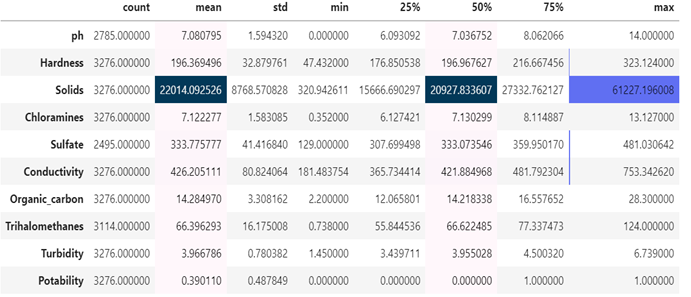 count mean std min 25% 50% 75% max
ph 2785.000000 7.080795 1.594320 0.000000 6.093092 7.036752 8.062066 14.000000
Hardness 3276.000000 196.369496 32.879761 47.432000 176.850538 196.967627 216.667456 323.124000
Solids 3276.000000 22014.092526 8768.570828 320.942611 15666.690297 20927.833607 27332.762127 61227.196008
Chloramines 3276.000000 7.122277 1.583085 0.352000 6.127421 7.130299 8.114887 13.127000
Sulfate 2495.000000 333.775777 41.416840 129.000000 307.699498 333.073546 359.950170 481.030642
Conductivity 3276.000000 426.205111 80.824064 181.483754 365.734414 421.884968 481.792304 753.342620
Organic_carbon 3276.000000 14.284970 3.308162 2.200000 12.065801 14.218338 16.557652 28.300000
Trihalomethanes 3114.000000 66.396293 16.175008 0.738000 55.844536 66.622485 77.337473 124.000000
Turbidity 3276.000000 3.966786 0.780382 1.450000 3.439711 3.955028 4.500320 6.739000
Potability 3276.000000 0.390110 0.487849 0.000000 0.000000 0.000000 1.000000 1.000000